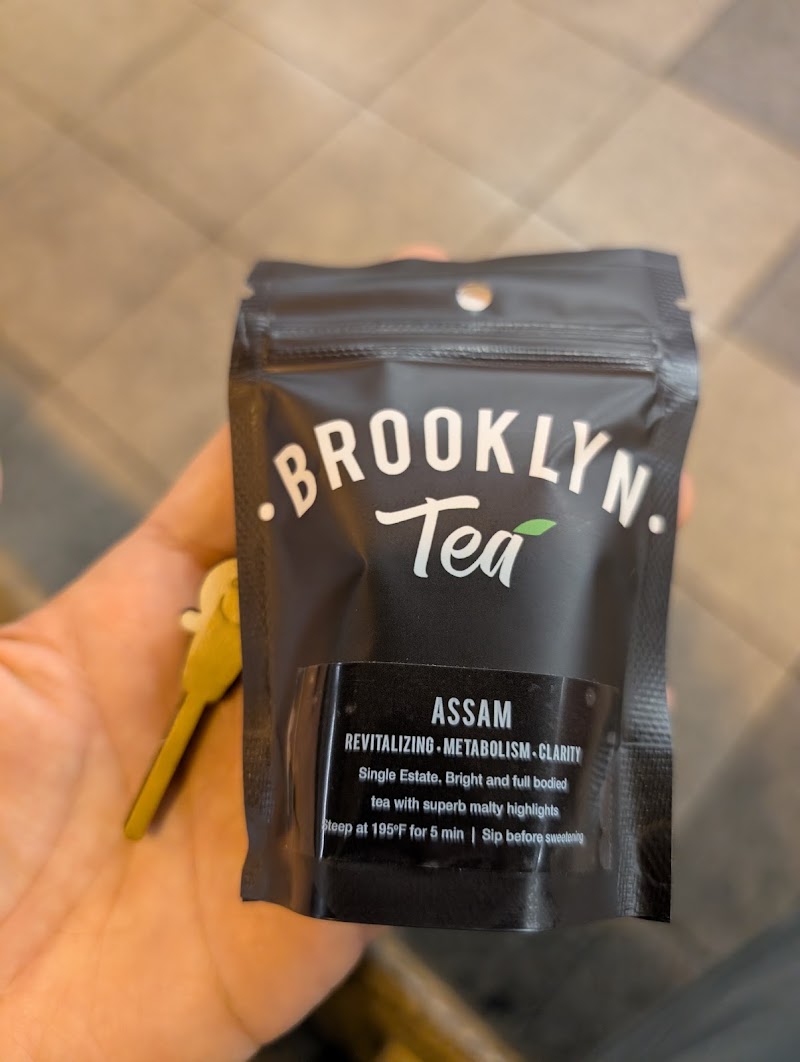 ·BROOKLYN·
Tea
ASSAM
REVITALIZING • METABOLISM • CLARITY
Single Estate. Bright and full bodied
tea with superb malty highlights
Steep at 195°F for 5 min | Sip before sweetening